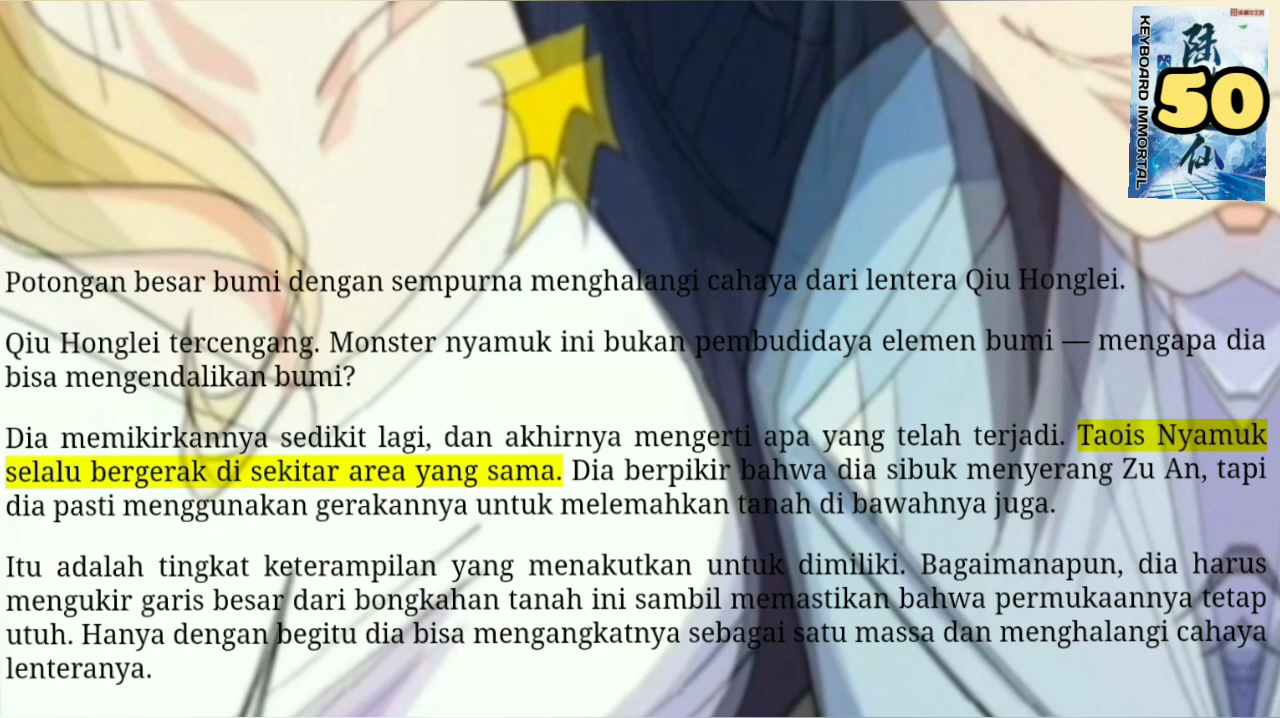 陆
仙
KEYBOARD IMMORTAL
50
Potongan besar bumi dengan sempurna menghalangi cahaya dari lentera Qiu Honglei.
Qiu Honglei tercengang. Monster nyamuk ini bukan pembudidaya elemen bumi — mengapa dia
bisa mengendalikan bumi?
Dia memikirkannya sedikit lagi, dan akhirnya mengerti apa yang telah terjadi. Taois Nyamuk
selalu bergerak di sekitar area yang sama. Dia berpikir bahwa dia sibuk menyerang Zu An, tapi
dia pasti menggunakan gerakannya untuk melemahkan tanah di bawahnya juga.
Itu adalah tingkat keterampilan yang menakutkan untuk dimiliki. Bagaimanapun, dia harus
mengukir garis besar dari bongkahan tanah ini sambil memastikan bahwa permukaannya tetap
utuh. Hanya dengan begitu dia bisa mengangkatnya sebagai satu massa dan menghalangi cahaya
lenteranya.